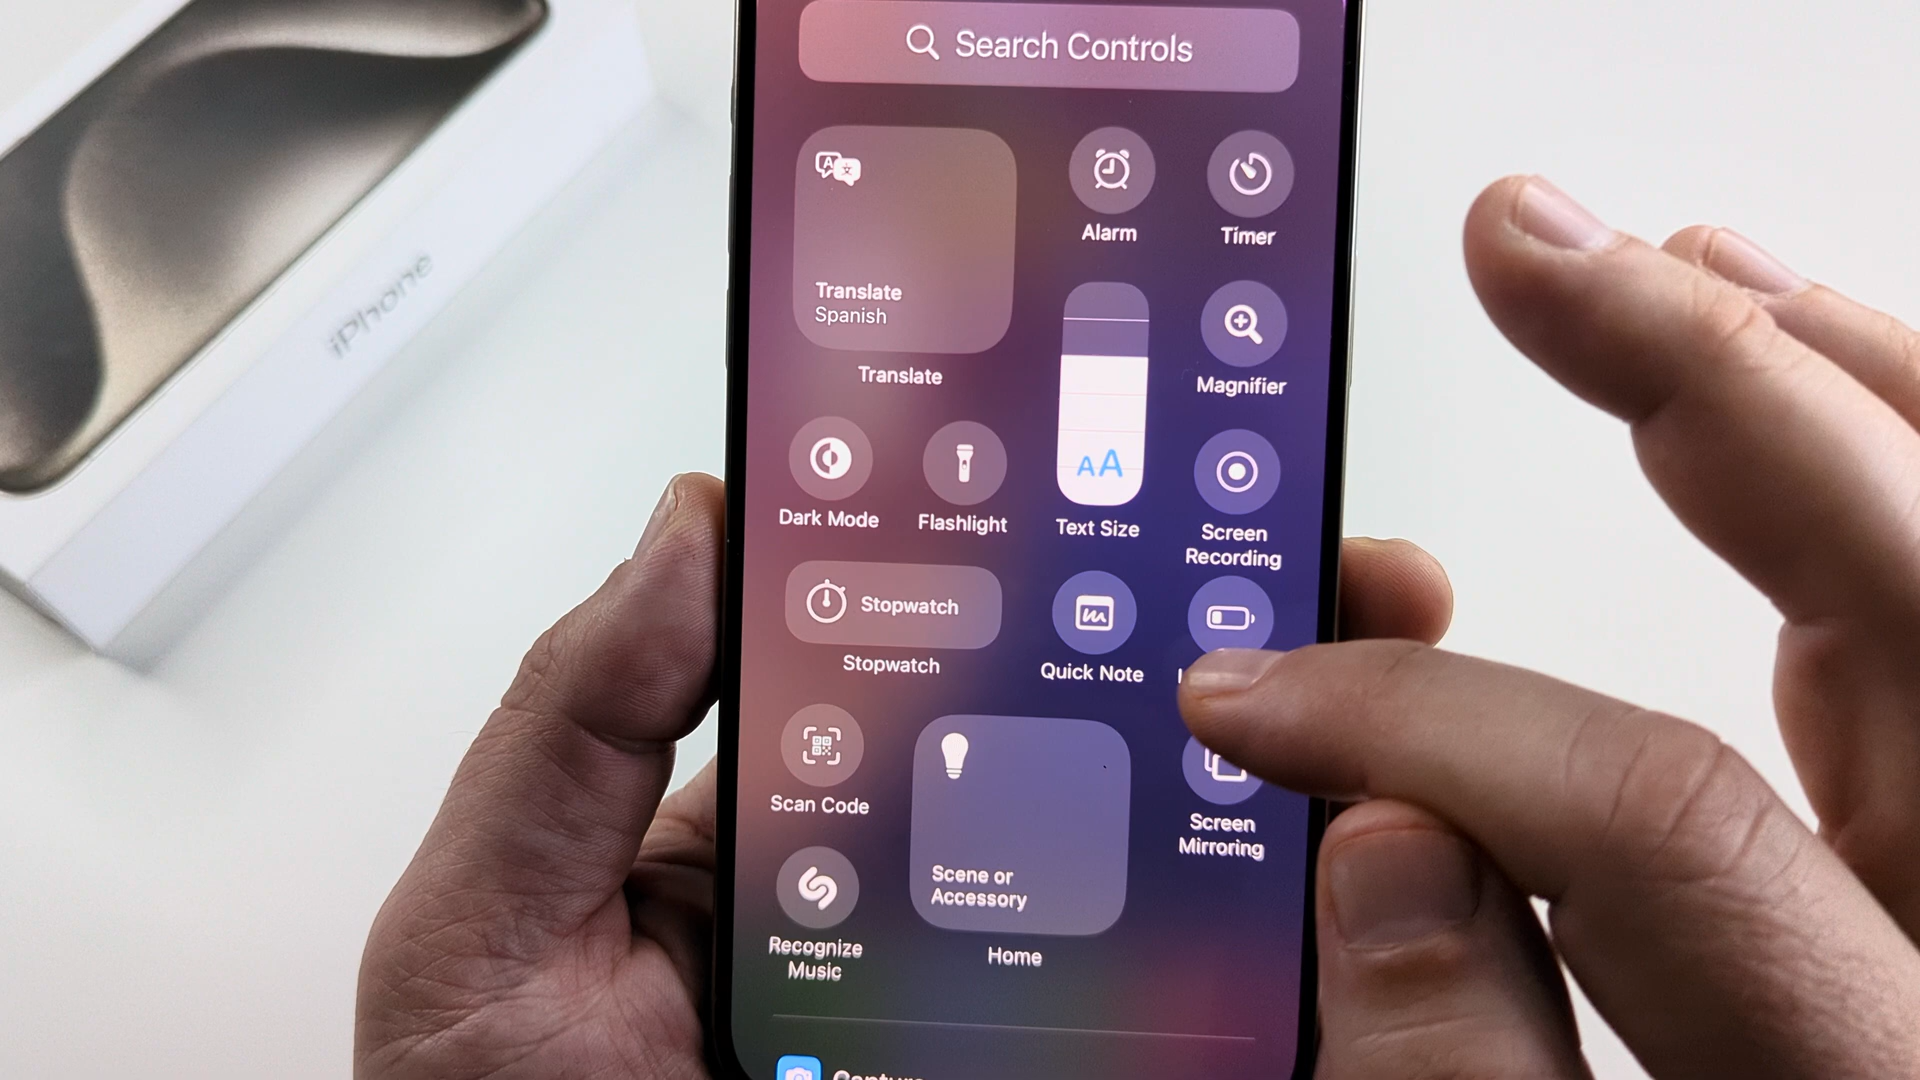 iPhone
Search Controls
Alarm
Timer
Translate
Spanish
Translate
Magnifier
AA
Dark Mode
Flashlight
Text Size
Screen
Recording
Stopwatch
Stopwatch
Quick Note
Scan Code
Scene or
Accessory
Screen
Mirroring
Recognize
Music
Home